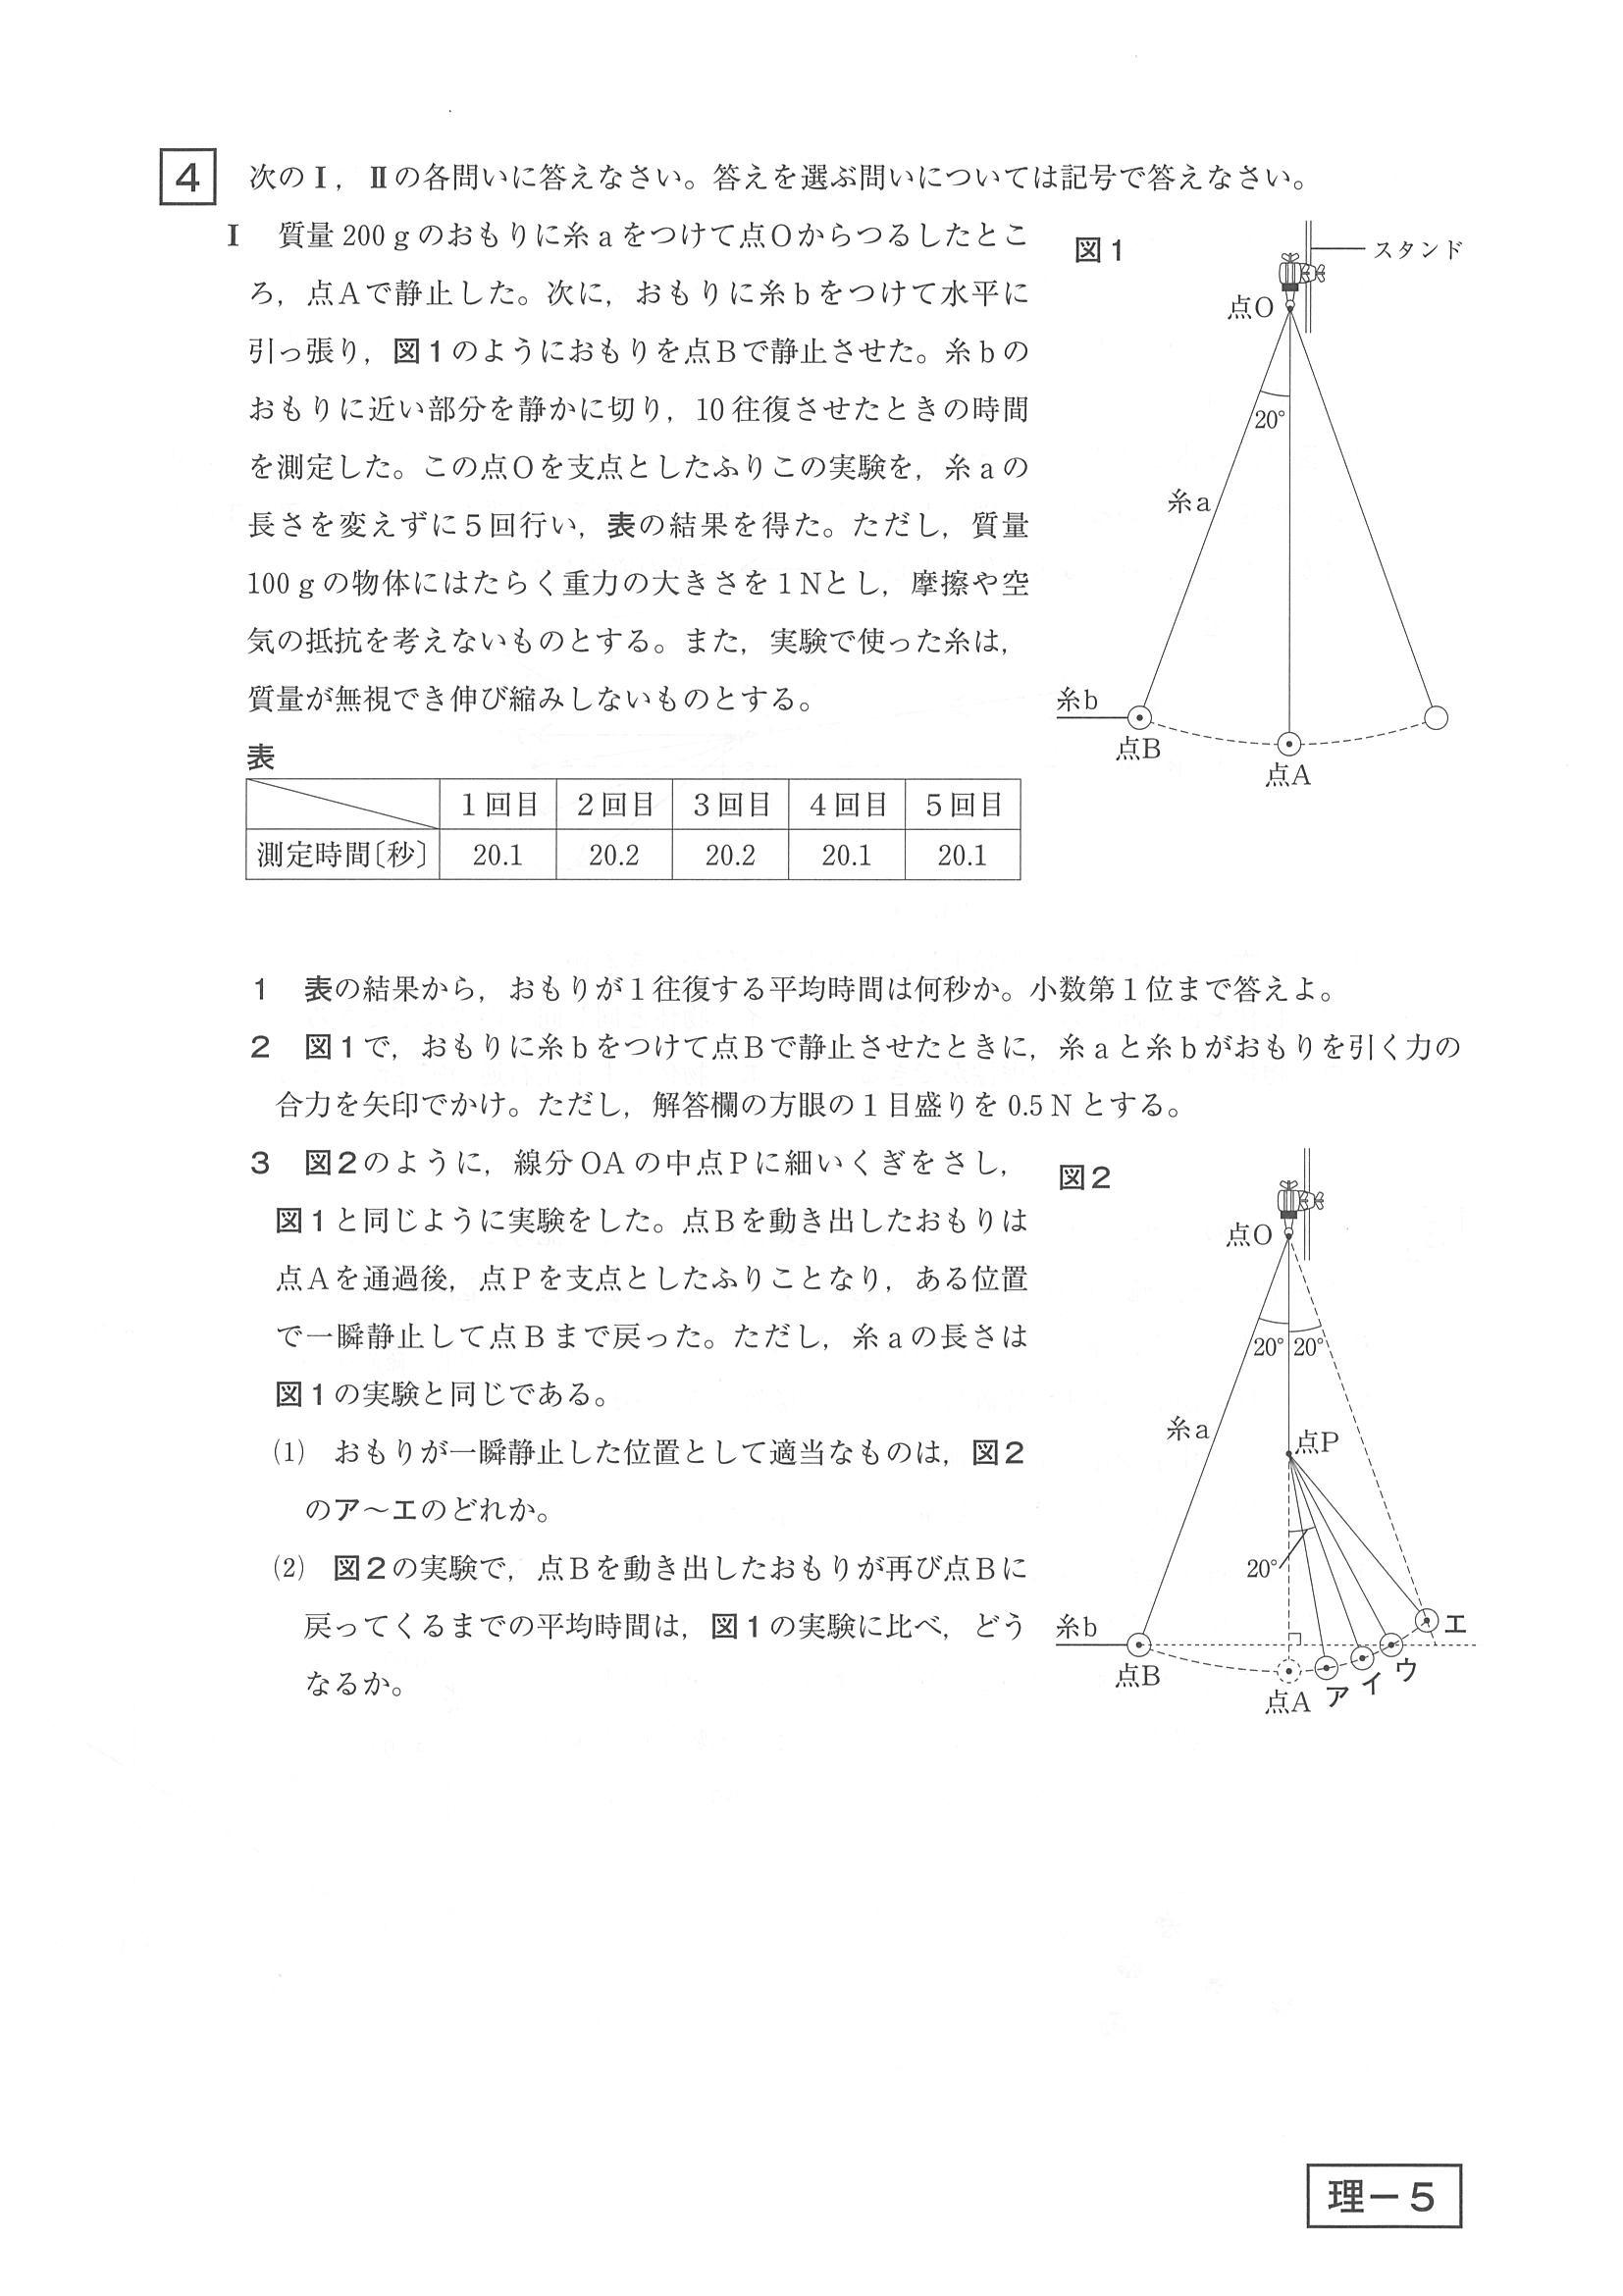 4 次のⅠ，Ⅱの各問いに答えなさい。答えを選ぶ問いについては記号で答えなさい。
Ⅰ 質量 200 g のおもりに糸 a をつけて点Oからつるしたとこ
ろ，点Aで静止した。次に，おもりに糸 b をつけて水平に
引っ張り，図1のようにおもりを点Bで静止させた。糸 b の
おもりに近い部分を静かに切り，10 往復させたときの時間
を測定した。この点Oを支点としたふりこの実験を，糸 a の
長さを変えずに5回行い，表の結果を得た。ただし，質量
100 g の物体にはたらく重力の大きさを1Nとし，摩擦や空
気の抵抗を考えないものとする。また，実験で使った糸は，
質量が無視でき伸び縮みしないものとする。
図1
スタンド
点O
20°
糸a
糸b
点B
点A
表
1回目 2回目 3回目 4回目 5回目
測定時間〔秒〕 20.1 20.2 20.2 20.1 20.1
1 表の結果から，おもりが1往復する平均時間は何秒か。小数第1位まで答えよ。
2 図1で，おもりに糸 b をつけて点Bで静止させたときに，糸 a と糸 b がおもりを引く力の
合力を矢印でかけ。ただし，解答欄の方眼の1目盛りを 0.5 N とする。
3 図2のように，線分 OA の中点Pに細いくぎをさし，
図1と同じように実験をした。点Bを動き出したおもりは
点Aを通過後，点Pを支点としたふりことなり，ある位置
で一瞬静止して点Bまで戻った。ただし，糸 a の長さは
図1の実験と同じである。
(1) おもりが一瞬静止した位置として適当なものは，図2
のア〜エのどれか。
(2) 図2の実験で，点Bを動き出したおもりが再び点Bに
戻ってくるまでの平均時間は，図1の実験に比べ，どう
なるか。
図2
点O
20° 20°
糸a
点P
20°
糸b
エ
点B
点A ア イ ウ
理－5